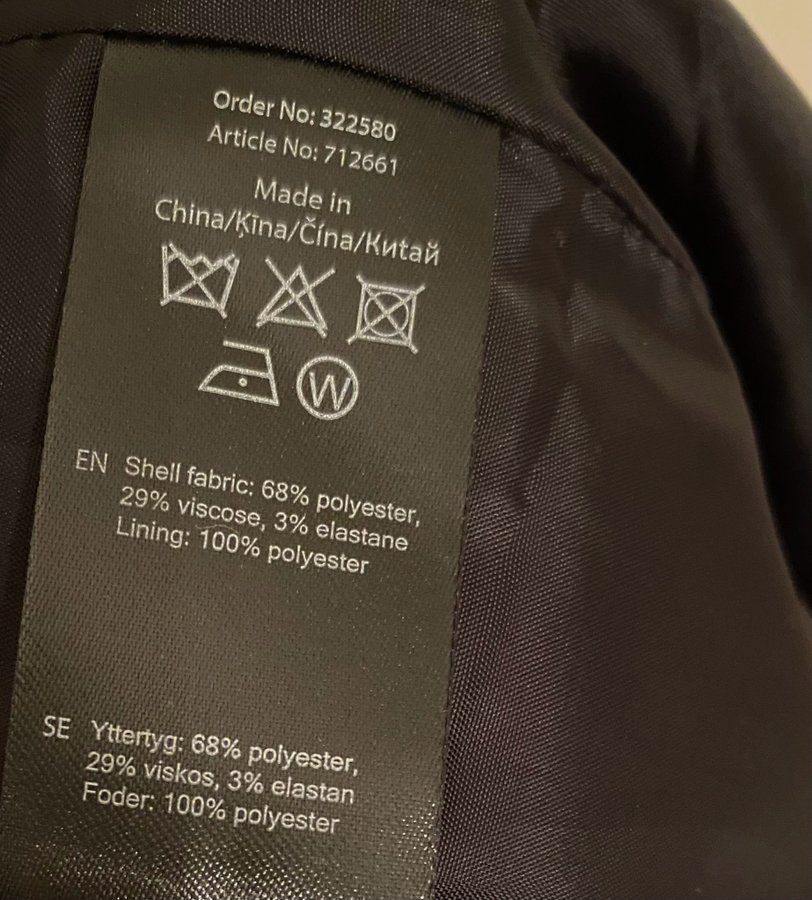 Order No: 322580
Article No: 712661
Made in
China/Ķīna/Čína/Китай
W
EN Shell fabric: 68% polyester,
29% viscose, 3% elastane
Lining: 100% polyester
SE Yttertyg: 68% polyester,
29% viskos, 3% elastan
Foder: 100% polyester